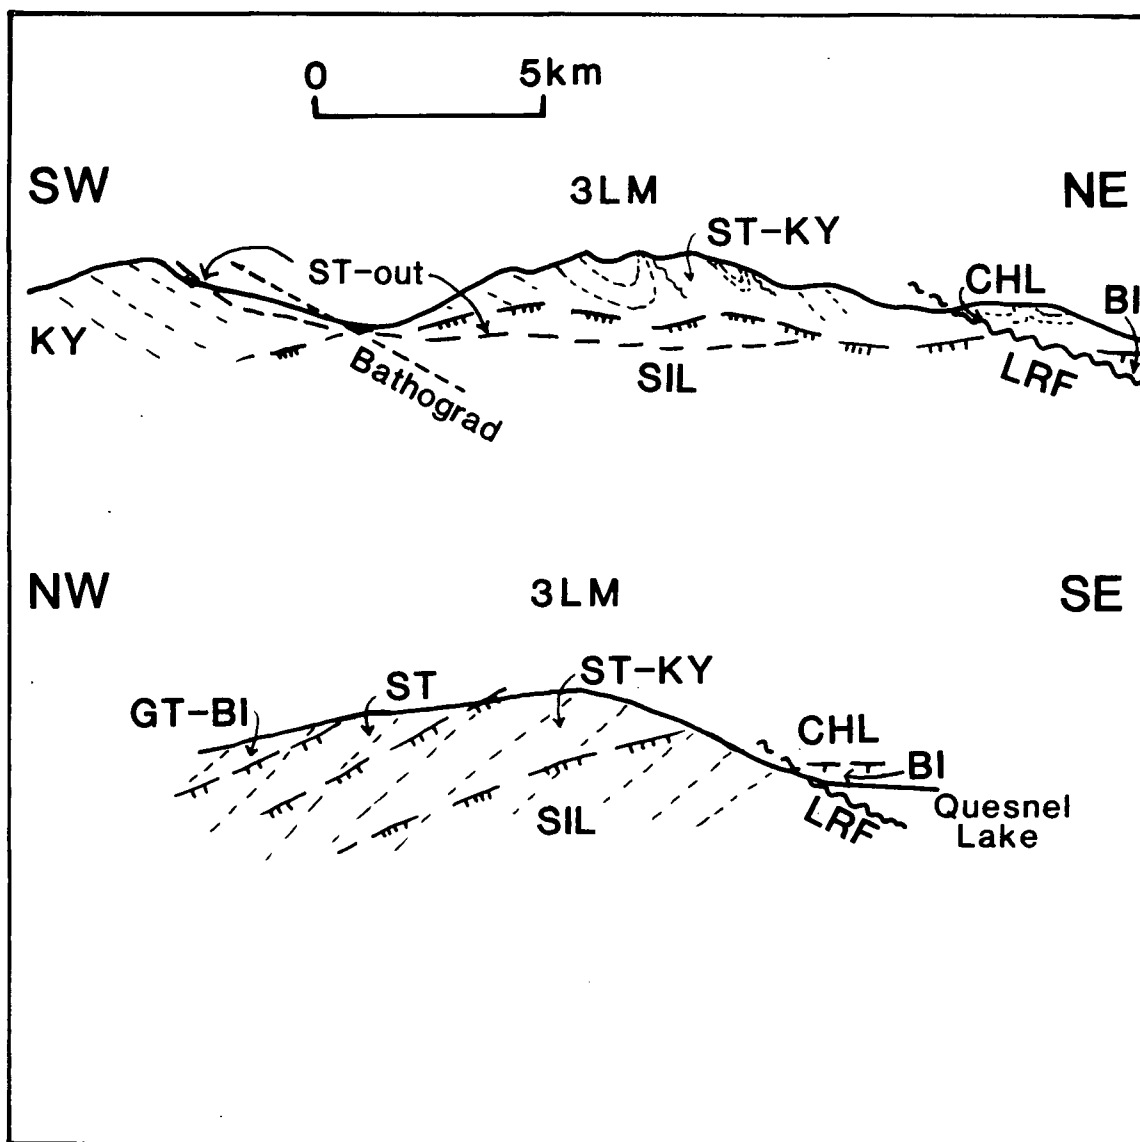 0 5km
SW 3LM NE
ST-KY
ST-out CHL
BI
KY
Bathograd SIL LRF
NW 3LM SE
ST-KY
ST
GT-BI
CHL
BI
SIL LRF Quesnel
Lake